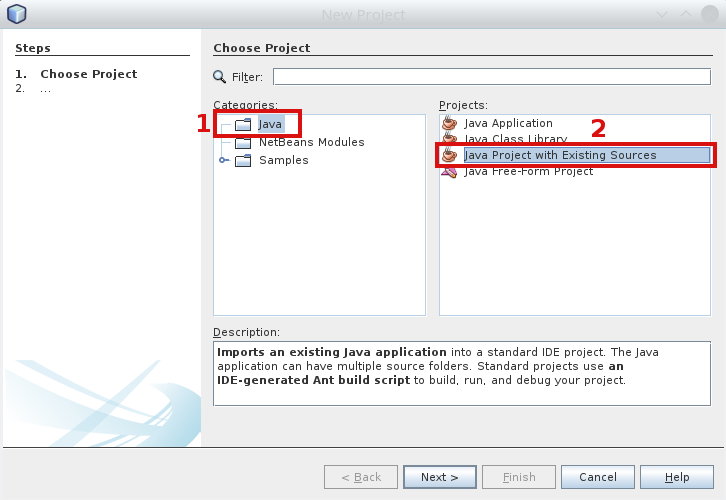 New Project
Steps
1. Choose Project
2. ...
Choose Project
Filter:
Categories:
1
Java
NetBeans Modules
Samples
Projects:
Java Application
2
Java Class Library
Java Project with Existing Sources
Java Free-Form Project
Description:
Imports an existing Java application into a standard IDE project. The Java
application can have multiple source folders. Standard projects use an
IDE-generated Ant build script to build, run, and debug your project.
< Back
Next >
Finish
Cancel
Help